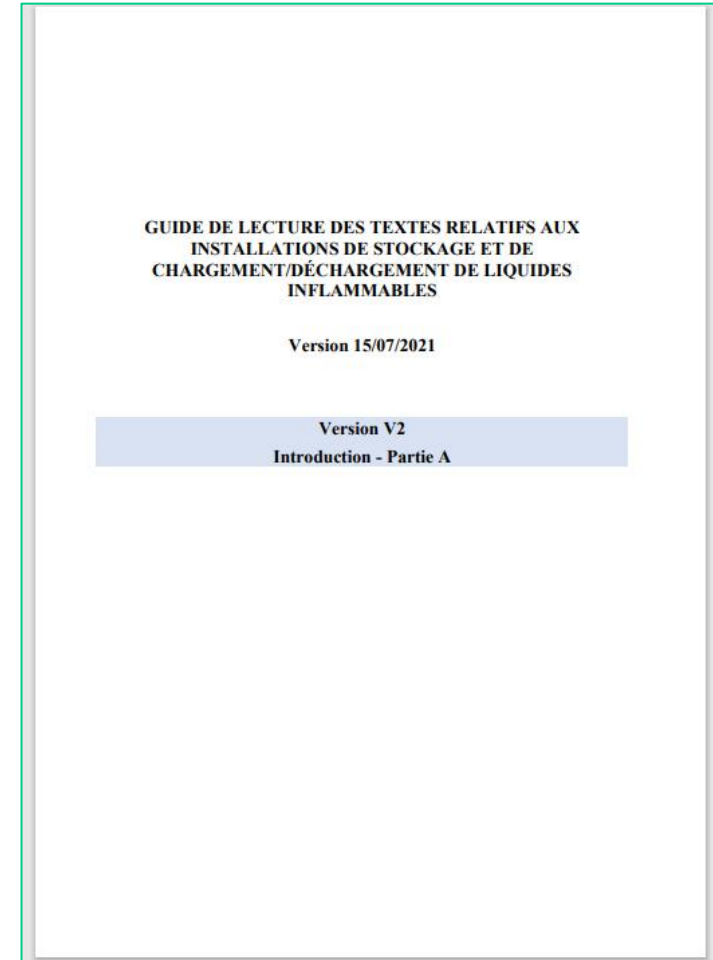 GUIDE DE LECTURE DES TEXTES RELATIFS AUX
INSTALLATIONS DE STOCKAGE ET DE
CHARGEMENT/DÉCHARGEMENT DE LIQUIDES
INFLAMMABLES
Version 15/07/2021
Version V2
Introduction - Partie A